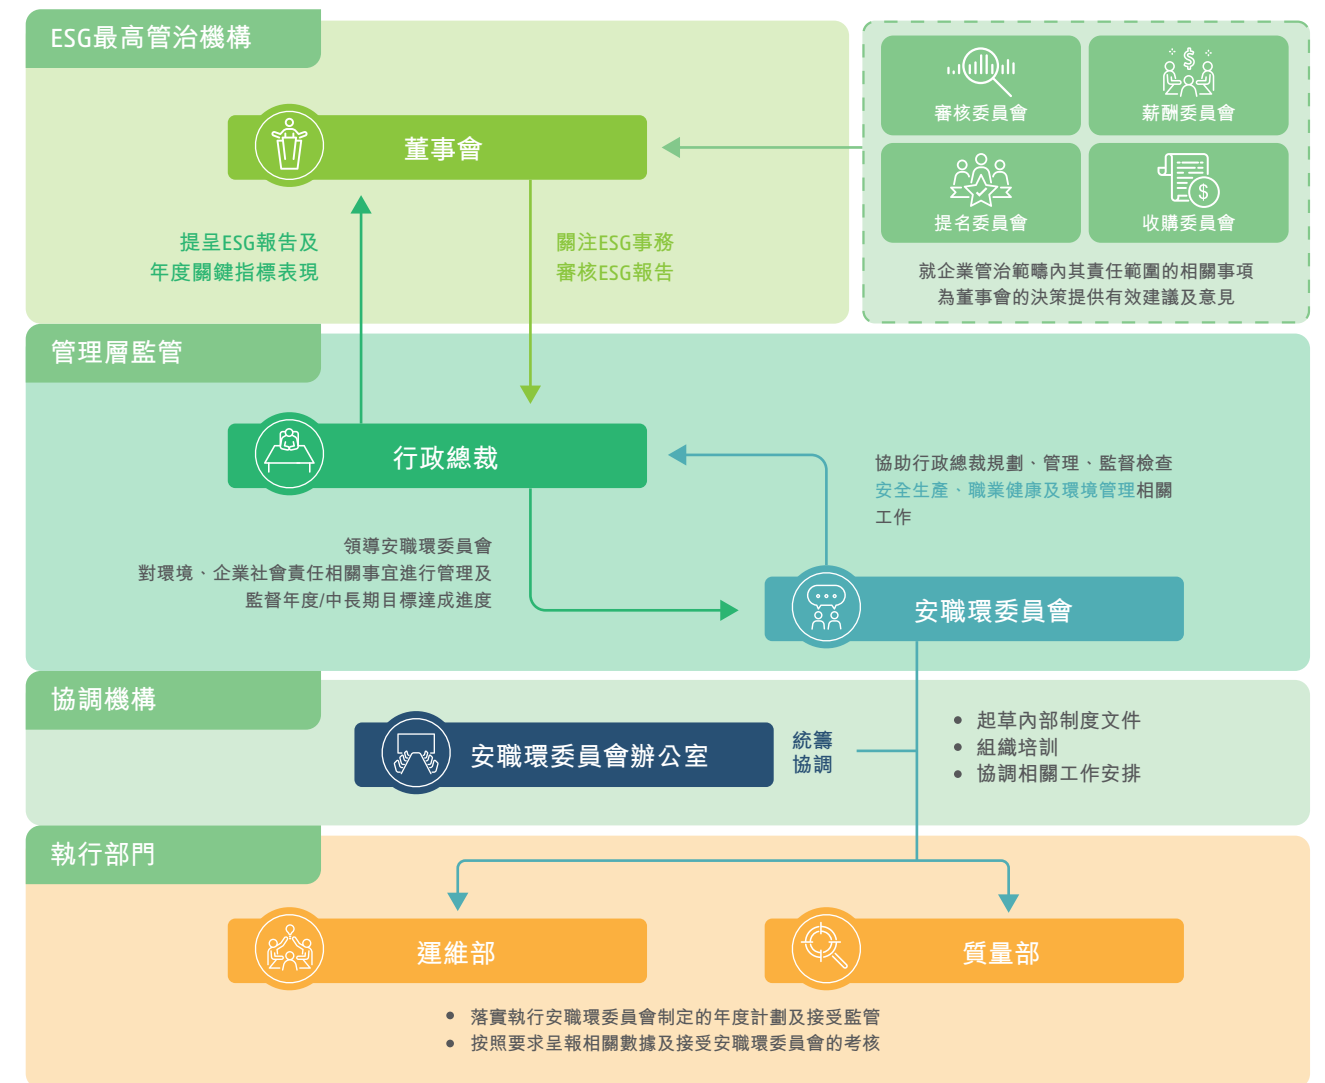 ESG最高管治機構
審核委員會
薪酬委員會
董事會
提名委員會
收購委員會
提呈ESG報告及
年度關鍵指標表現
關注ESG事務
審核ESG報告
就企業管治範疇內其責任範圍的相關事項
為董事會的決策提供有效建議及意見
管理層監管
行政總裁
協助行政總裁規劃、管理、監督檢查
安全生產、職業健康及環境管理相關
工作
領導安職環委員會
對環境、企業社會責任相關事宜進行管理及
監督年度/中長期目標達成進度
安職環委員會
協調機構
安職環委員會辦公室
統籌
協調
• 起草內部制度文件
• 組織培訓
• 協調相關工作安排
執行部門
運維部
質量部
• 落實執行安職環委員會制定的年度計劃及接受監管
• 按照要求呈報相關數據及接受安職環委員會的考核